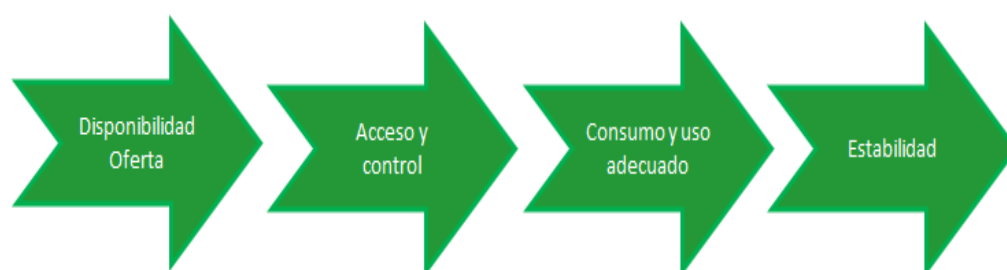 Disponibilidad
Oferta
Acceso y
control
Consumo y uso
adecuado
Estabilidad